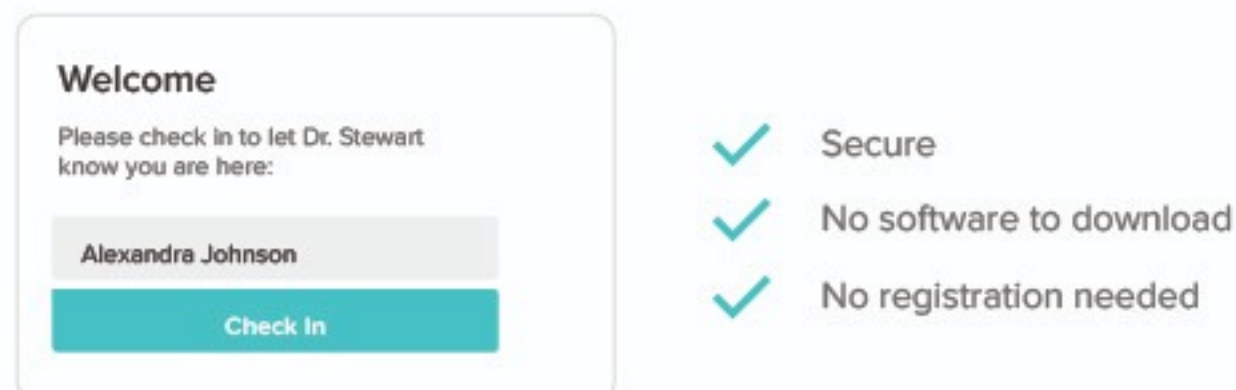 Welcome
Please check in to let Dr. Stewart
know you are here:
Alexandra Johnson
Check In
Secure
No software to download
No registration needed